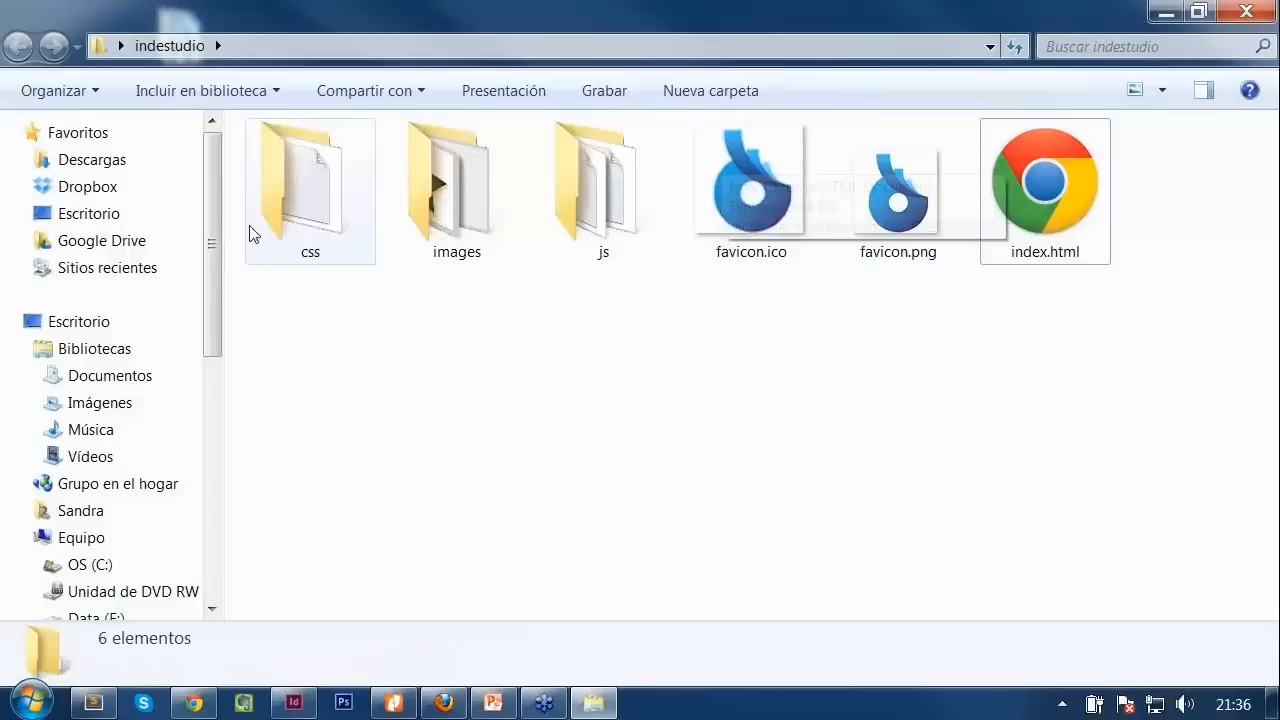 indestudio
Buscar indestudio
Organizar
Incluir en biblioteca
Compartir con
Presentación
Grabar
Nueva carpeta
Favoritos
Descargas
Dropbox
Escritorio
Google Drive
Sitios recientes
Escritorio
Bibliotecas
Documentos
Imágenes
Música
Vídeos
Grupo en el hogar
Sandra
Equipo
OS (C:)
Unidad de DVD RW
Data (E:)
css
images
js
favicon.ico
favicon.png
index.html
6 elementos
S
Id
Ps
21:36